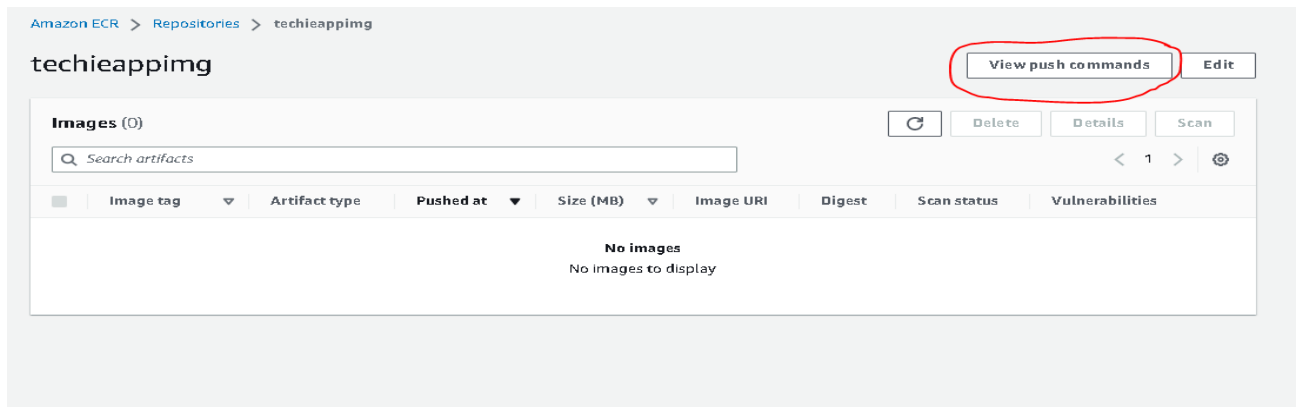 Amazon ECR > Repositories > techieappimg
techieappimg
View push commands
Edit
Images (0)
Delete
Details
Scan
Search artifacts
< 1 >
Image tag Artifact type Pushed at Size (MB) Image URI Digest Scan status Vulnerabilities
No images
No images to display